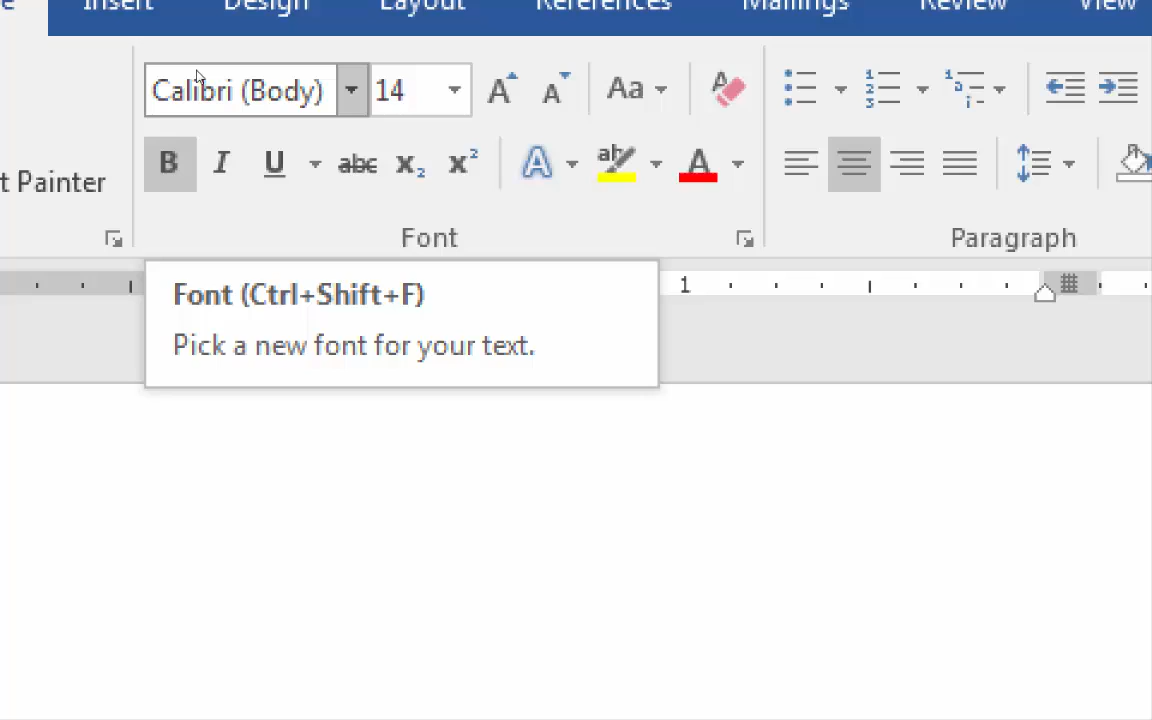 Insert Design Layout References Mailings Review View
Calibri (Body) 14 Aa
B I U abc x₂ x² A ab A
t Painter
Font Paragraph
1
Font (Ctrl+Shift+F)
Pick a new font for your text.